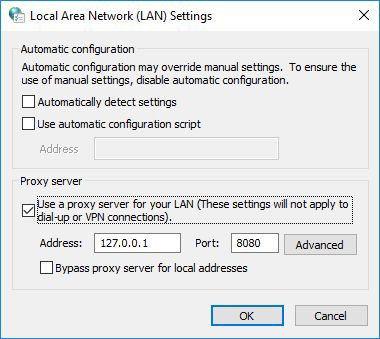 Local Area Network (LAN) Settings
Automatic configuration
Automatic configuration may override manual settings. To ensure the
use of manual settings, disable automatic configuration.
Automatically detect settings
Use automatic configuration script
Address
Proxy server
Use a proxy server for your LAN (These settings will not apply to
dial-up or VPN connections).
Address: 127.0.0.1 Port: 8080 Advanced
Bypass proxy server for local addresses
OK Cancel